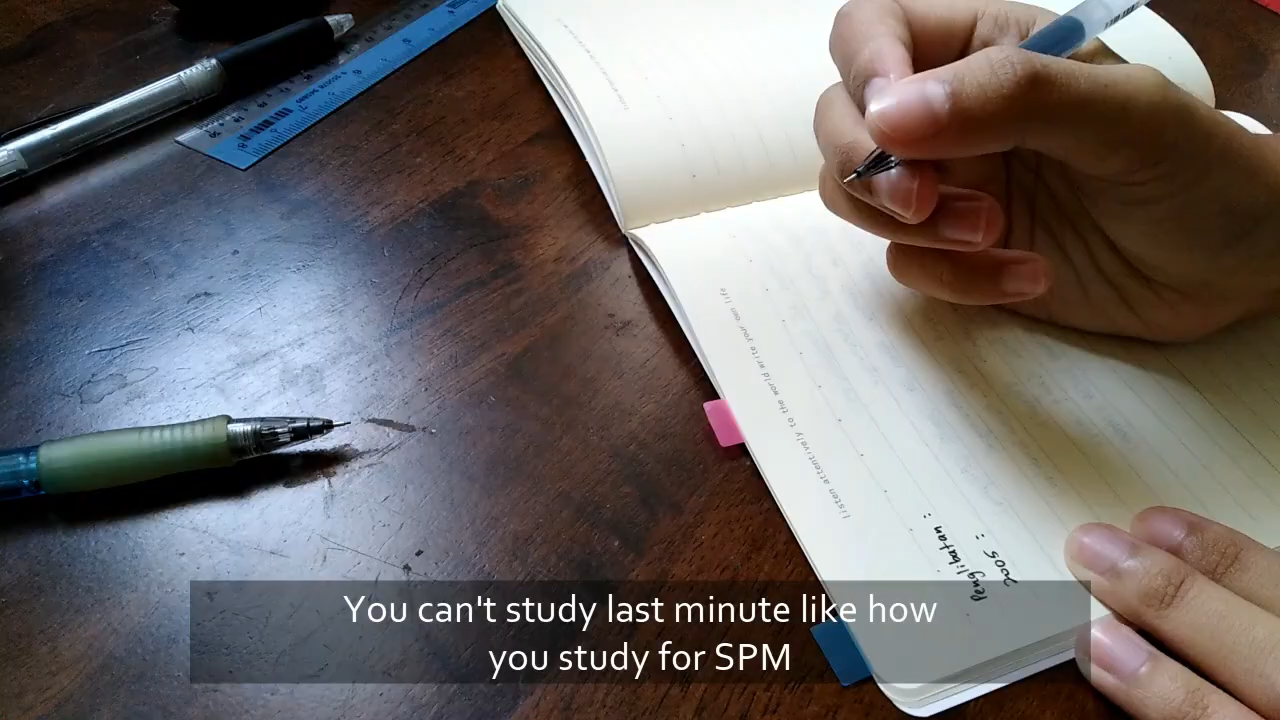 listen attentively to the world write your own life
Penglibatan :
2005 :
You can't study last minute like how
you study for SPM